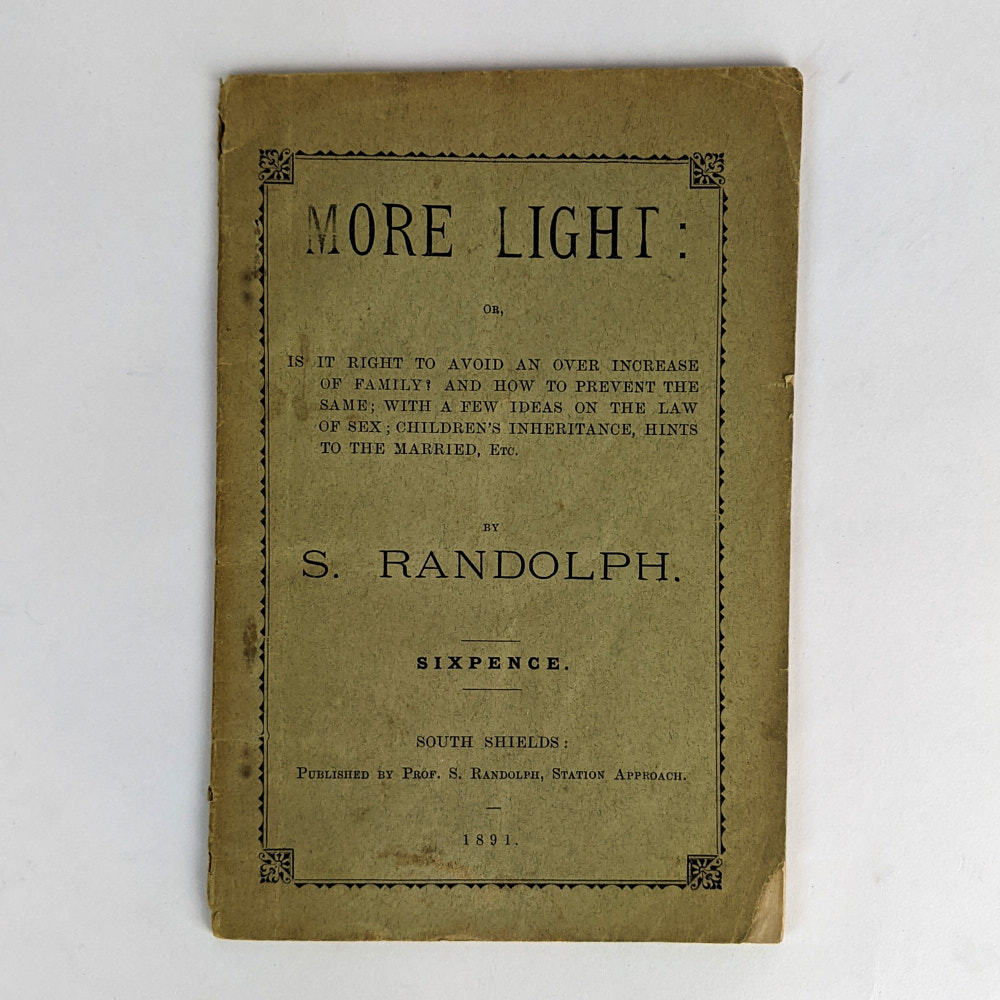 MORE LIGHT:
OR,
IS IT RIGHT TO AVOID AN OVER INCREASE
OF FAMILY? AND HOW TO PREVENT THE
SAME; WITH A FEW IDEAS ON THE LAW
OF SEX; CHILDREN'S INHERITANCE, HINTS
TO THE MARRIED, ETC.
BY
S. RANDOLPH.
SIXPENCE.
SOUTH SHIELDS:
PUBLISHED BY PROF. S. RANDOLPH, STATION APPROACH.
1891.